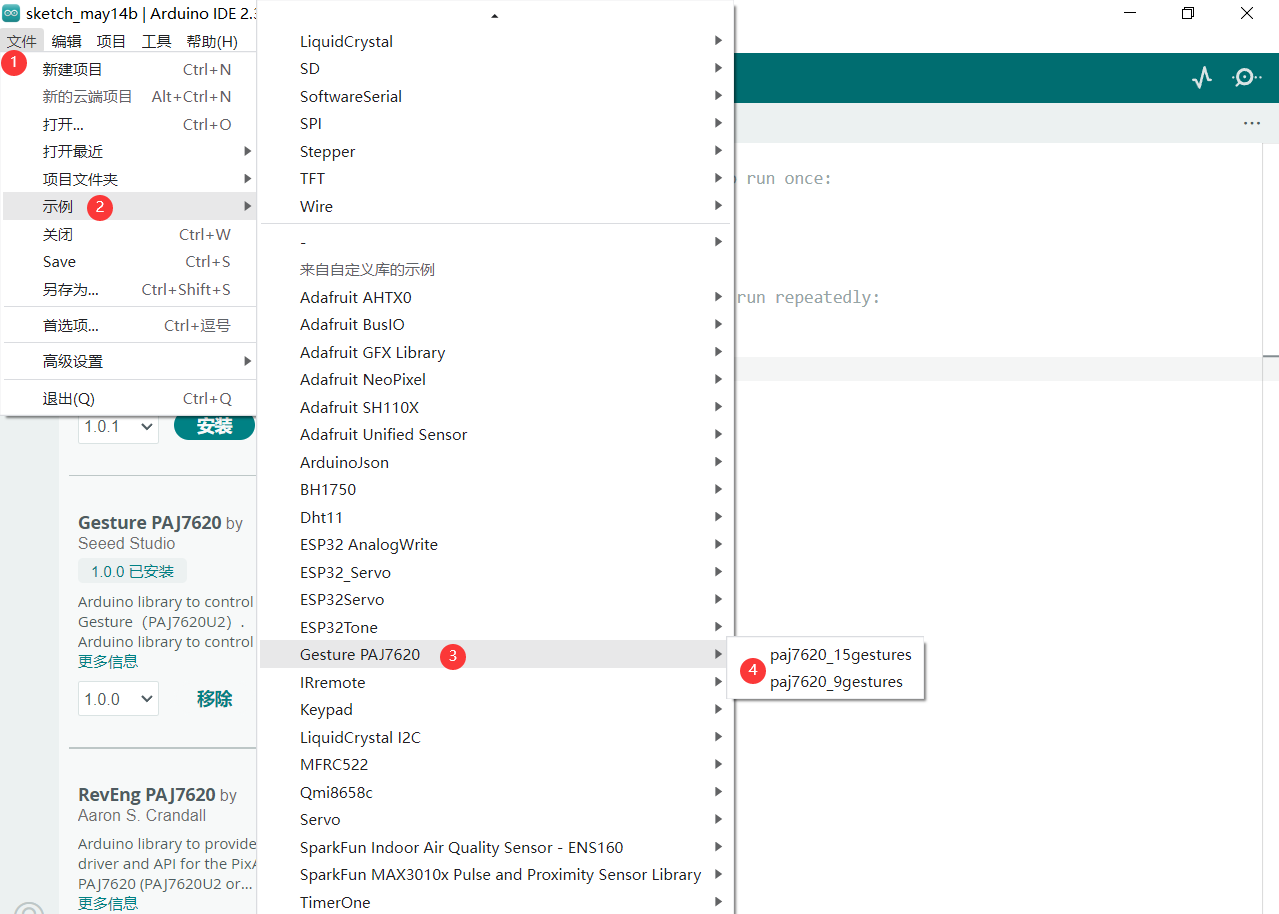 sketch_may14b | Arduino IDE 2.3
文件 编辑 项目 工具 帮助(H)
1
新建项目 Ctrl+N
新的云端项目 Alt+Ctrl+N
打开... Ctrl+O
打开最近
项目文件夹
示例 2
关闭 Ctrl+W
Save Ctrl+S
另存为... Ctrl+Shift+S
首选项... Ctrl+逗号
高级设置
退出(Q) Ctrl+Q
1.0.1 安装
Gesture PAJ7620 by
Seeed Studio
1.0.0 已安装
Arduino library to control
Gesture（PAJ7620U2）.
Arduino library to control
更多信息
1.0.0 移除
RevEng PAJ7620 by
Aaron S. Crandall
Arduino library to provide
driver and API for the PixA
PAJ7620 (PAJ7620U2 or...
更多信息
LiquidCrystal
SD
SoftwareSerial
SPI
Stepper
TFT
Wire
-
来自自定义库的示例
Adafruit AHTX0
Adafruit BusIO
Adafruit GFX Library
Adafruit NeoPixel
Adafruit SH110X
Adafruit Unified Sensor
ArduinoJson
BH1750
Dht11
ESP32 AnalogWrite
ESP32_Servo
ESP32Servo
ESP32Tone
Gesture PAJ7620 3
IRremote
Keypad
LiquidCrystal I2C
MFRC522
Qmi8658c
Servo
SparkFun Indoor Air Quality Sensor - ENS160
SparkFun MAX3010x Pulse and Proximity Sensor Library
TimerOne
4
paj7620_15gestures
paj7620_9gestures
run once:
run repeatedly: